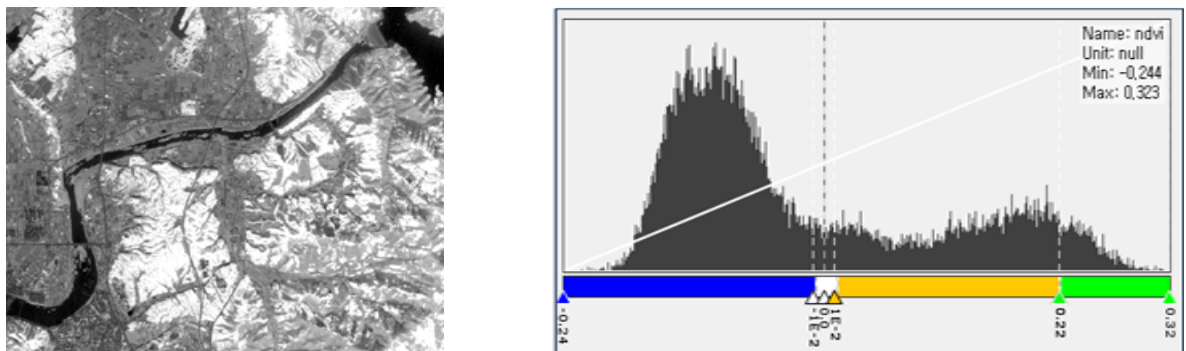 Name: ndvi
Unit: null
Min: -0,244
Max: 0,323
-0,24
-1E-2
0,0
1E-2
0,22
0,32